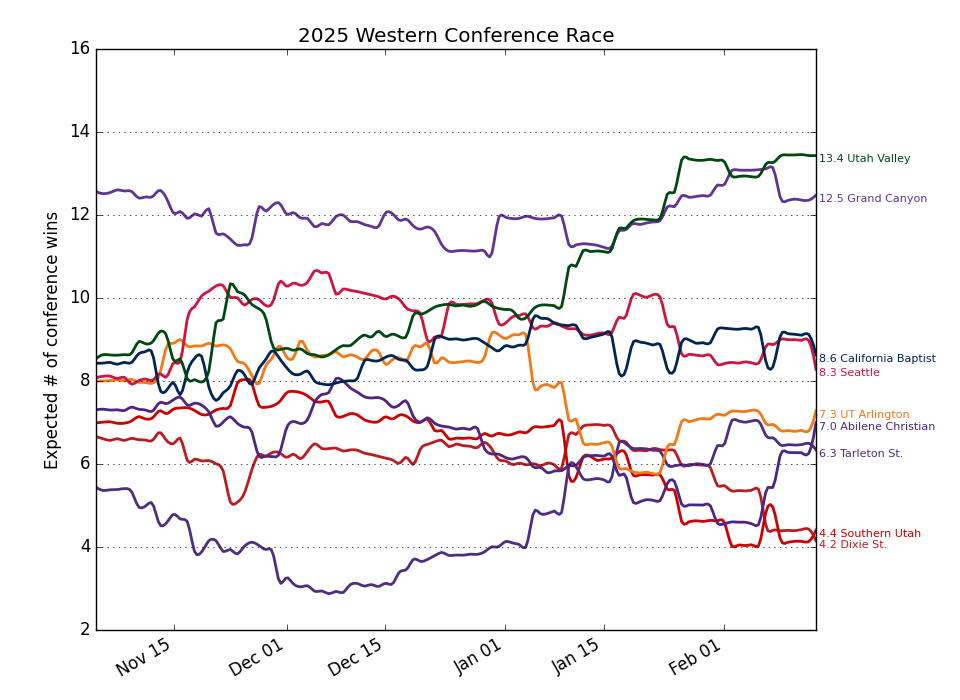 2025 Western Conference Race
Expected # of conference wins
16
14
12
10
8
6
4
2
Nov 15
Dec 01
Dec 15
Jan 01
Jan 15
Feb 01
13.4 Utah Valley
12.5 Grand Canyon
8.6 California Baptist
8.3 Seattle
7.3 UT Arlington
7.0 Abilene Christian
6.3 Tarleton St.
4.4 Southern Utah
4.2 Dixie St.